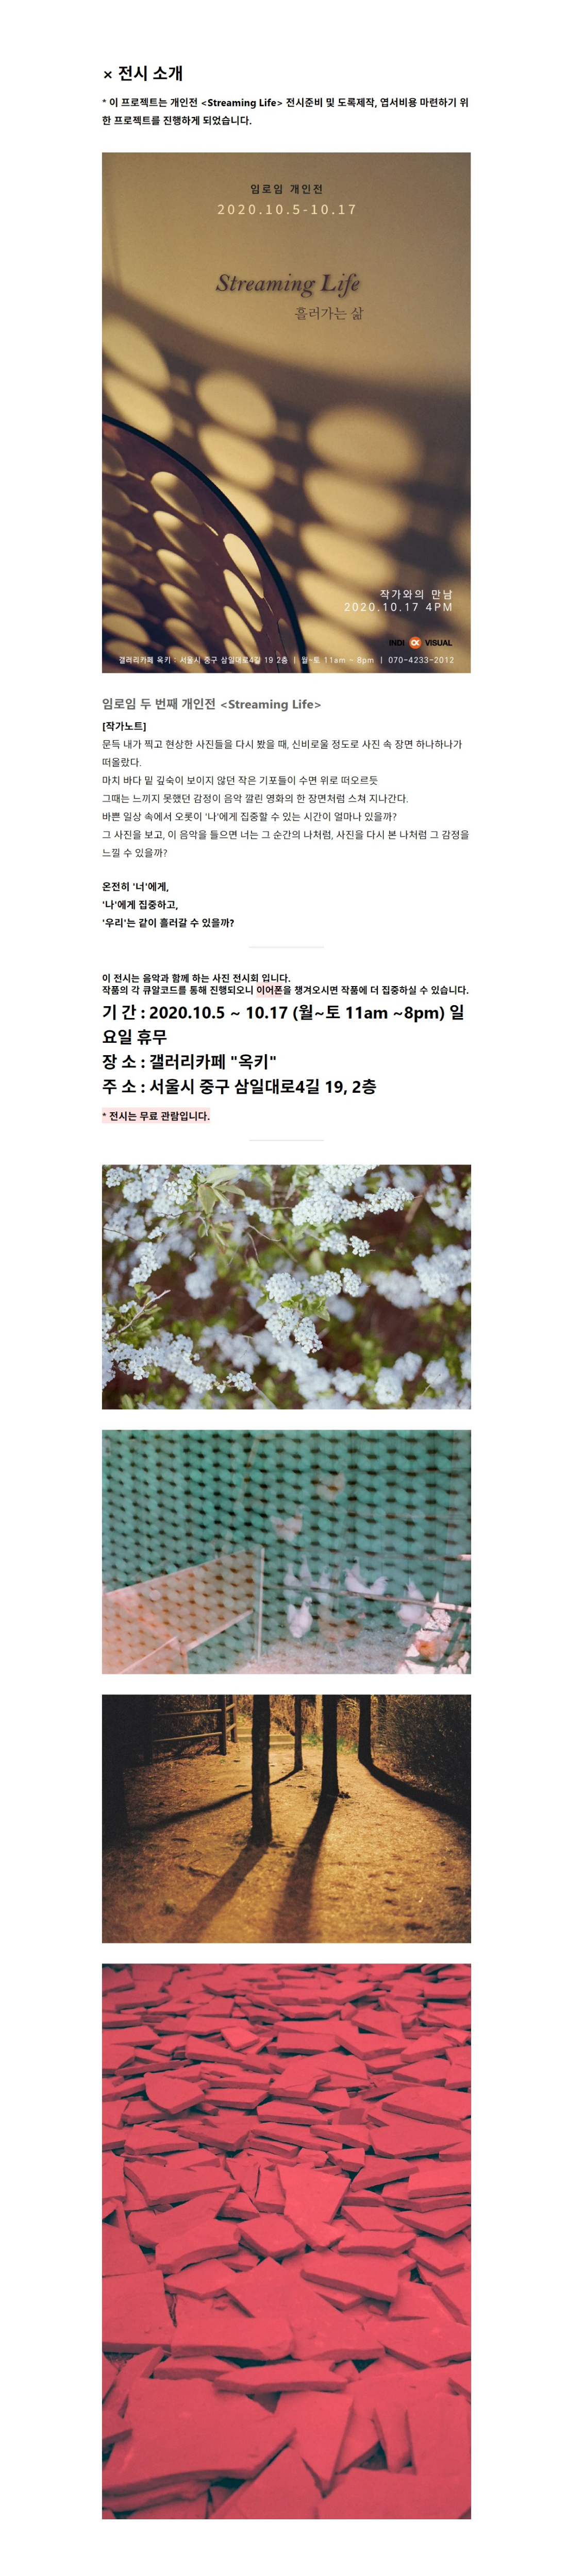 × 전시 소개
* 이 프로젝트는 개인전 <Streaming Life> 전시준비 및 도록제작, 엽서비용 마련하기 위
한 프로젝트를 진행하게 되었습니다.
임로임 개인전
2020.10.5-10.17
Streaming Life
흘러가는 삶
작가와의 만남
2020.10.17 4PM
INDI α VISUAL
갤러리카페 옥키 : 서울시 중구 삼일대로4길 19 2층 | 월~토 11am ~ 8pm | 070-4233-2012
임로임 두 번째 개인전 <Streaming Life>
[작가노트]
문득 내가 찍고 현상한 사진들을 다시 봤을 때, 신비로울 정도로 사진 속 장면 하나하나가
떠올랐다.
마치 바다 밑 깊숙이 보이지 않던 작은 기포들이 수면 위로 떠오르듯
그때는 느끼지 못했던 감정이 음악 깔린 영화의 한 장면처럼 스쳐 지나간다.
바쁜 일상 속에서 오롯이 '나'에게 집중할 수 있는 시간이 얼마나 있을까?
그 사진을 보고, 이 음악을 들으면 너는 그 순간의 나처럼, 사진을 다시 본 나처럼 그 감정을
느낄 수 있을까?
온전히 '너'에게,
'나'에게 집중하고,
'우리'는 같이 흘러갈 수 있을까?
이 전시는 음악과 함께 하는 사진 전시회 입니다.
작품의 각 큐알코드를 통해 진행되오니 이어폰을 챙겨오시면 작품에 더 집중하실 수 있습니다.
기 간 : 2020.10.5 ~ 10.17 (월~토 11am ~8pm) 일
요일 휴무
장 소 : 갤러리카페 "옥키"
주 소 : 서울시 중구 삼일대로4길 19, 2층
* 전시는 무료 관람입니다.